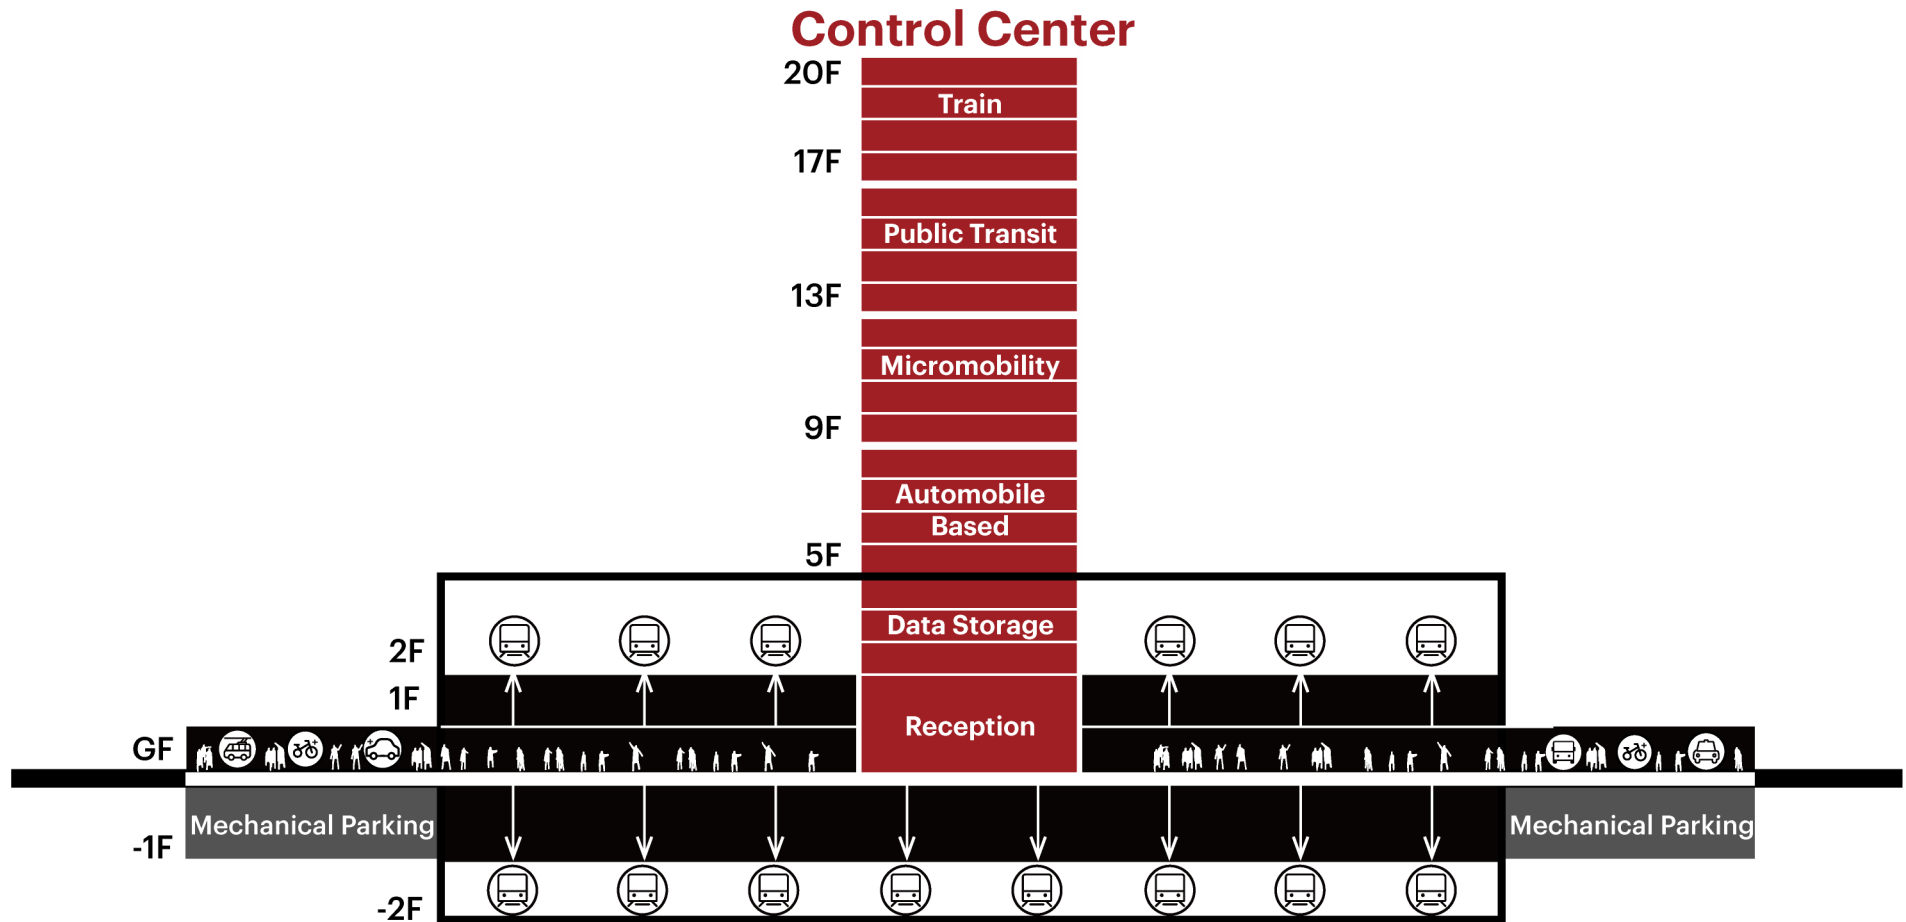 Control Center
20F
Train
17F
Public Transit
13F
Micromobility
9F
Automobile
Based
5F
Data Storage
2F
1F
Reception
GF
Mechanical Parking
Mechanical Parking
-1F
-2F